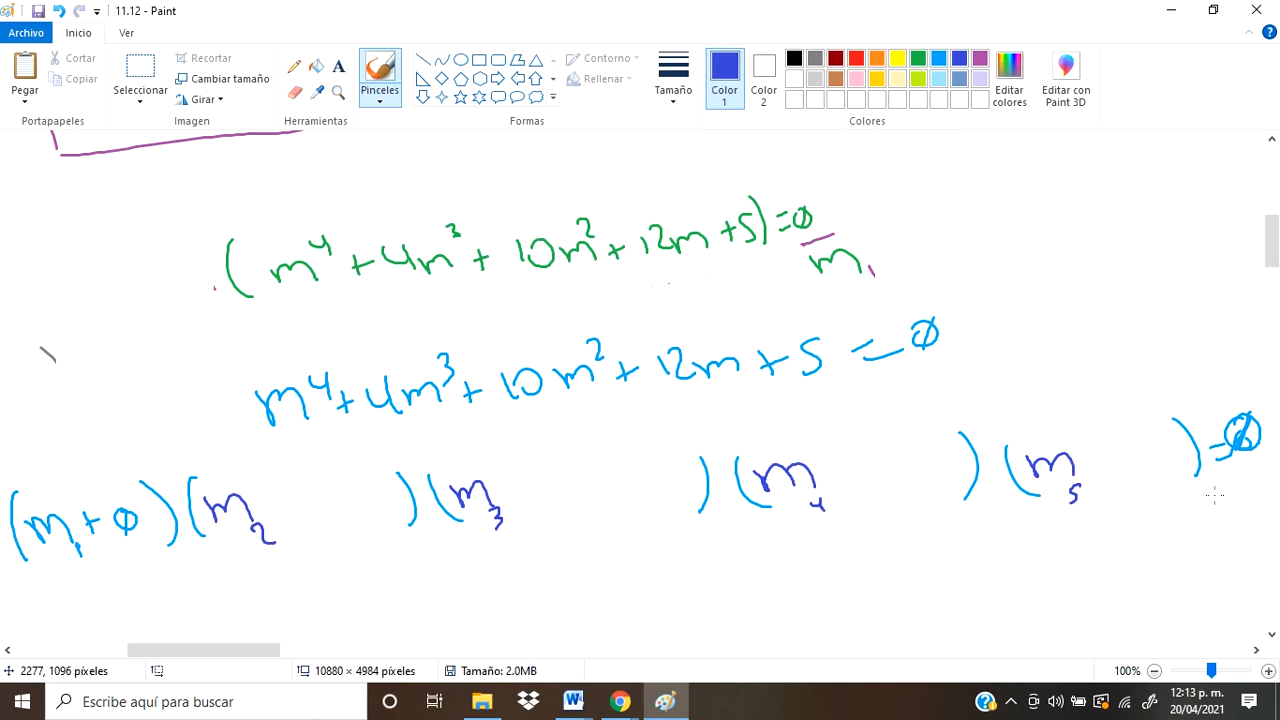 11.12 - Paint
Archivo Inicio Ver
Pegar
Cortar
Copiar
Portapapeles
Seleccionar
Recortar
Cambiar tamaño
Girar
Imagen
A
Herramientas
Pinceles
Contorno
Rellenar
Formas
Tamaño
Color 1
Color 2
Editar colores
Colores
Editar con Paint 3D
(m⁴ + 4m³ + 10m² + 12m + 5) = 0/m₁
m⁴ + 4m³ + 10m² + 12m + 5 = 0
(m₁ + 0)(m₂ )(m₃ )(m₄ )(m₅ ) = 0
2277, 1096 píxeles
10880 × 4984 píxeles
Tamaño: 2.0MB
100%
Escribe aquí para buscar
12:13 p. m.
20/04/2021